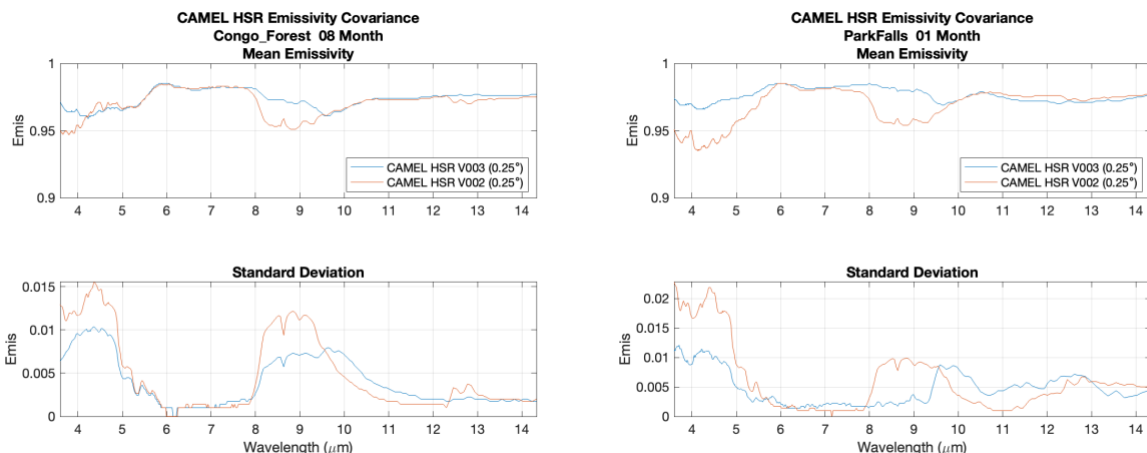 CAMEL HSR Emissivity Covariance
Congo_Forest 08 Month
Mean Emissivity
1
0.95
0.9
Emis
CAMEL HSR V003 (0.25°)
CAMEL HSR V002 (0.25°)
4 5 6 7 8 9 10 11 12 13 14
Standard Deviation
0.015
0.01
0.005
0
Emis
4 5 6 7 8 9 10 11 12 13 14
Wavelength (μm)
CAMEL HSR Emissivity Covariance
ParkFalls 01 Month
Mean Emissivity
1
0.95
0.9
Emis
CAMEL HSR V003 (0.25°)
CAMEL HSR V002 (0.25°)
4 5 6 7 8 9 10 11 12 13 14
Standard Deviation
0.02
0.015
0.01
0.005
0
Emis
4 5 6 7 8 9 10 11 12 13 14
Wavelength (μm)